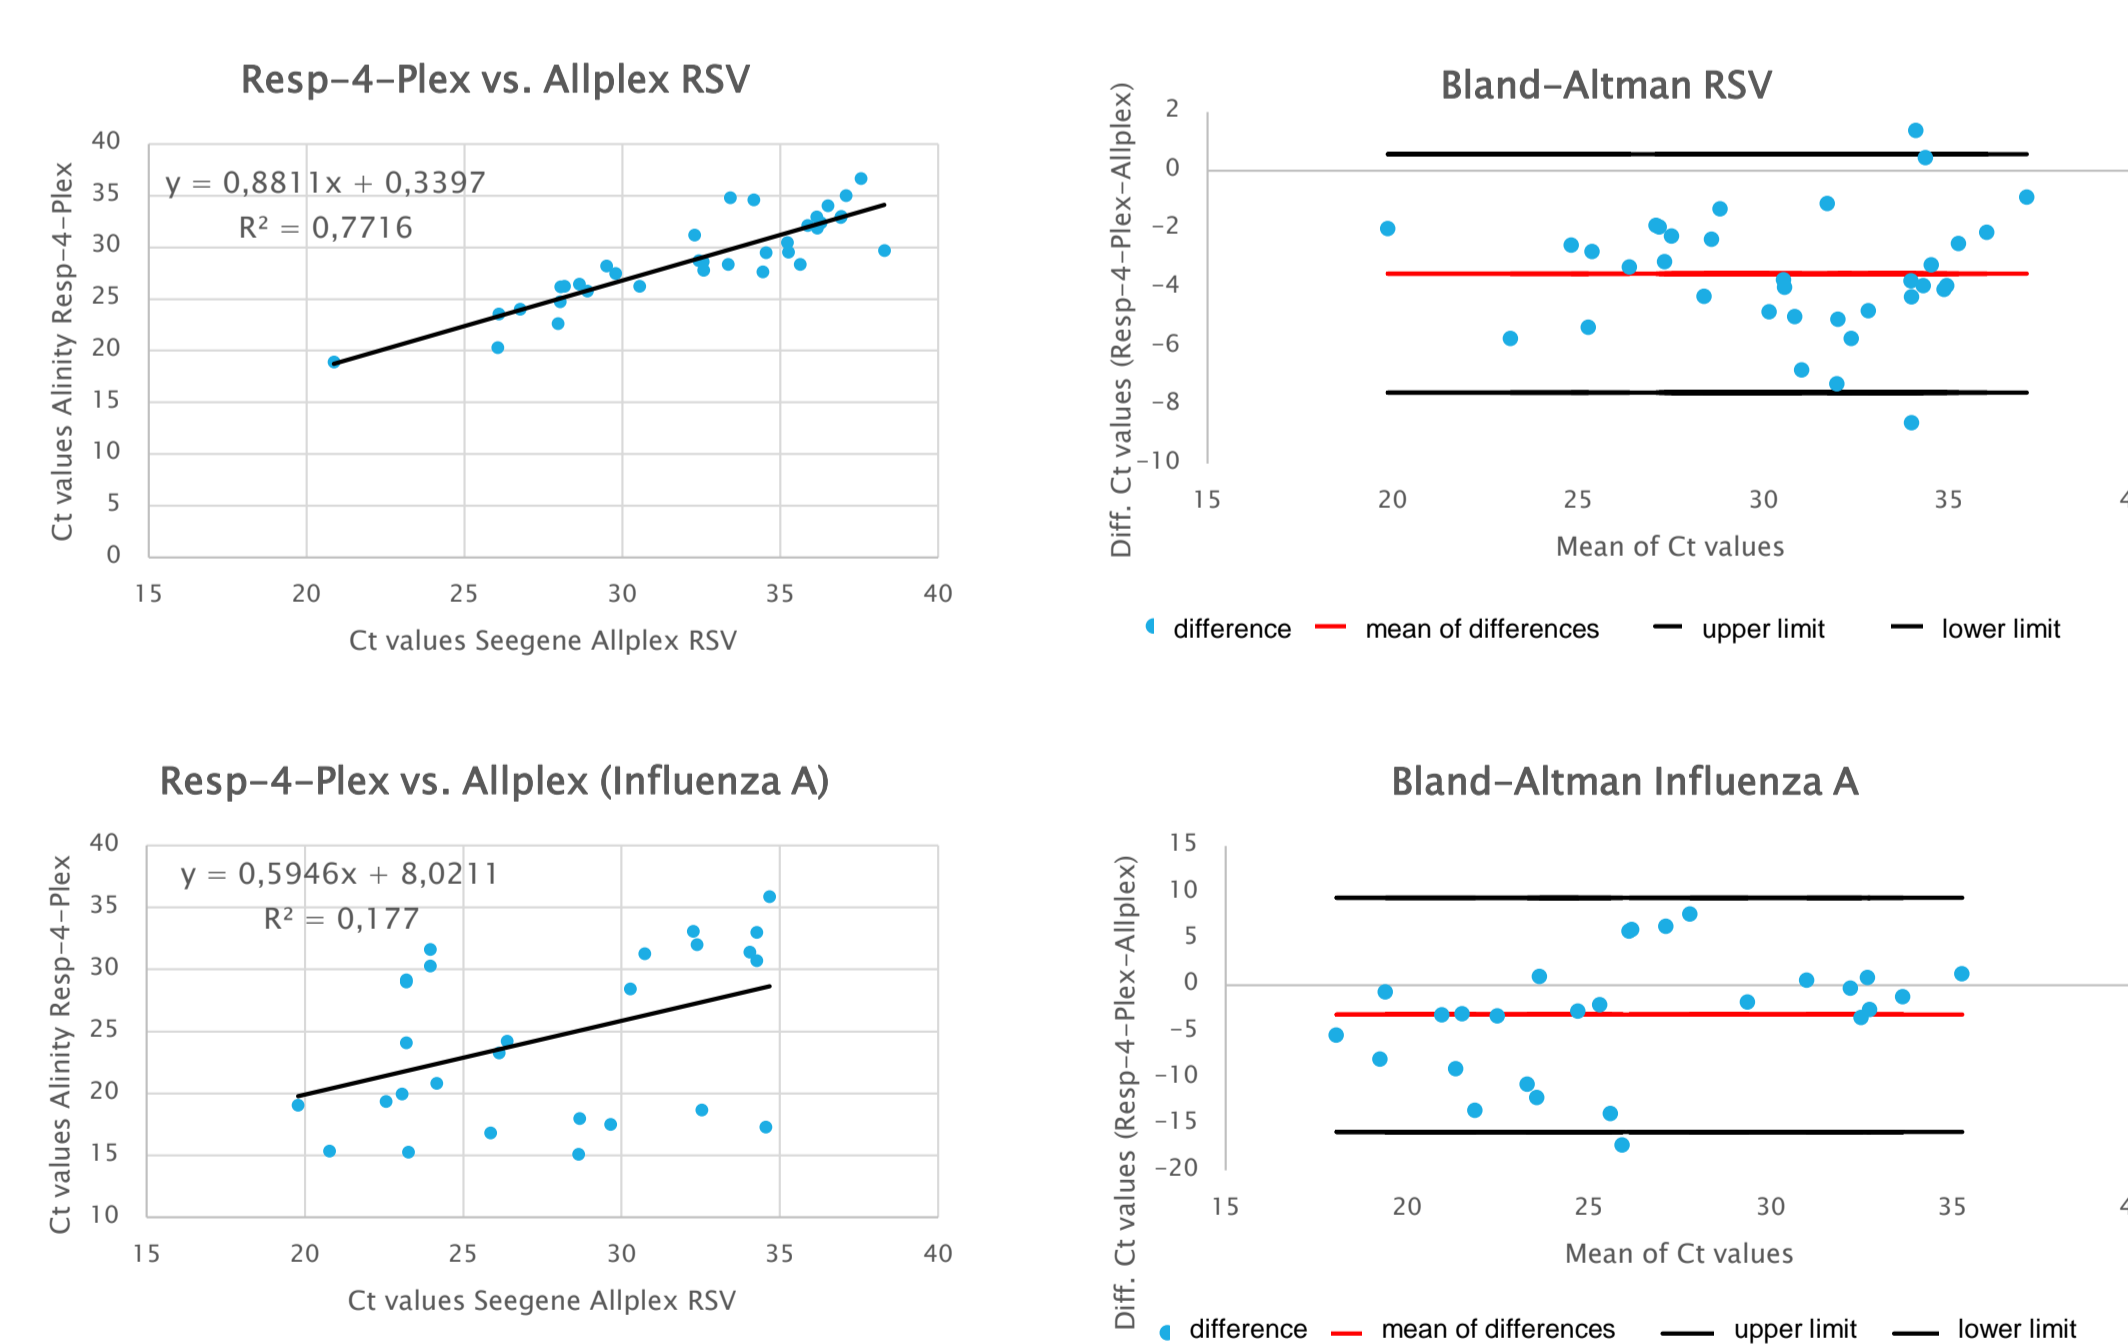 Resp-4-Plex vs. Allplex RSV
Ct values Alinity Resp-4-Plex
40
35
30
25
20
15
10
5
0
y = 0,8811x + 0,3397
R² = 0,7716
15 20 25 30 35 40
Ct values Seegene Allplex RSV
Bland-Altman RSV
Diff. Ct values (Resp-4-Plex-Allplex)
2
0
-2
-4
-6
-8
-10
15 20 25 30 35
Mean of Ct values
difference mean of differences upper limit lower limit
Resp-4-Plex vs. Allplex (Influenza A)
Ct values Alinity Resp-4-Plex
40
35
30
25
20
15
10
y = 0,5946x + 8,0211
R² = 0,177
15 20 25 30 35 40
Ct values Seegene Allplex RSV
Bland-Altman Influenza A
Diff. Ct values (Resp-4-Plex-Allplex)
15
10
5
0
-5
-10
-15
-20
15 20 25 30 35
Mean of Ct values
difference mean of differences upper limit lower limit